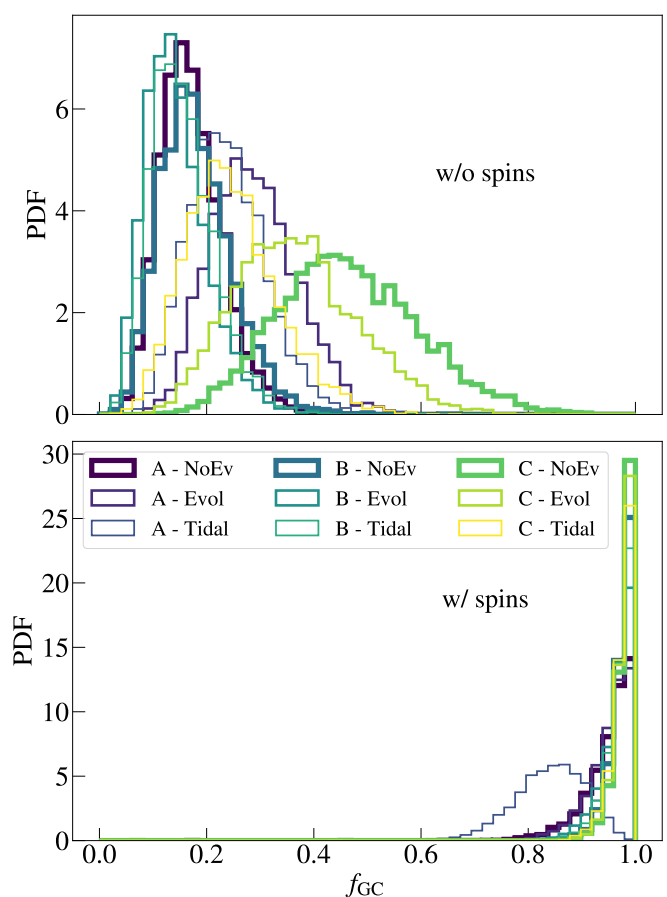 PDF
6
4
2
0
w/o spins
PDF
30
25
20
15
10
5
0
A - NoEv B - NoEv C - NoEv
A - Evol B - Evol C - Evol
A - Tidal B - Tidal C - Tidal
w/ spins
0.0 0.2 0.4 0.6 0.8 1.0
fGC